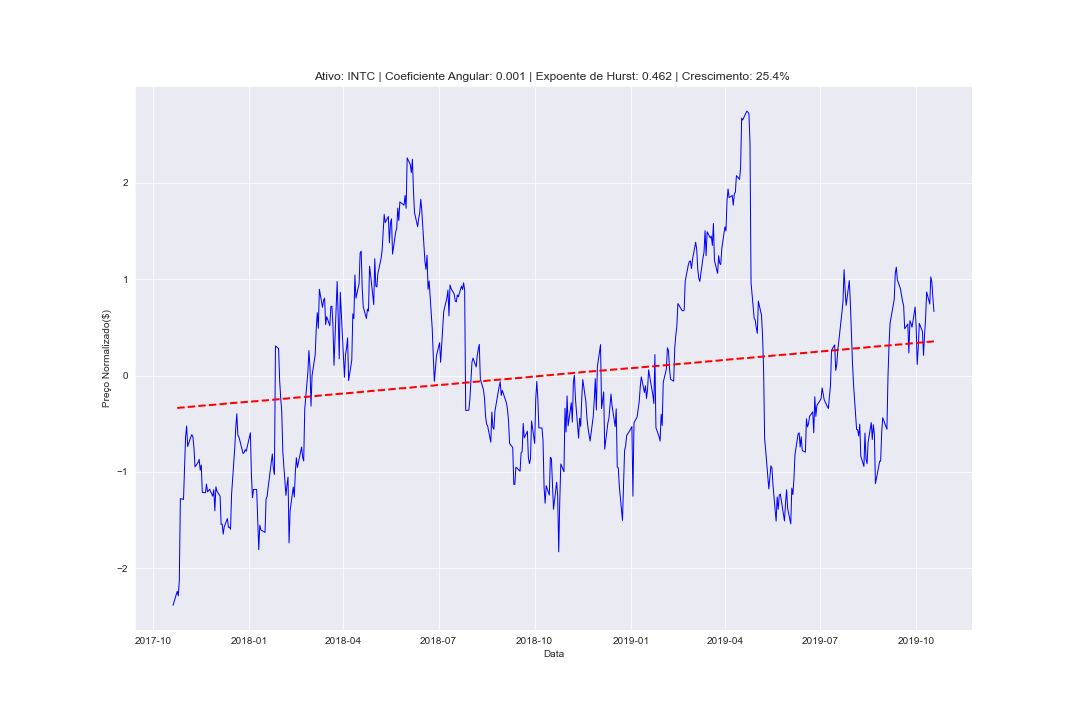 Ativo: INTC | Coeficiente Angular: 0.001 | Expoente de Hurst: 0.462 | Crescimento: 25.4%
Preço Normalizado($)
2
1
0
−1
−2
2017-10 2018-01 2018-04 2018-07 2018-10 2019-01 2019-04 2019-07 2019-10
Data